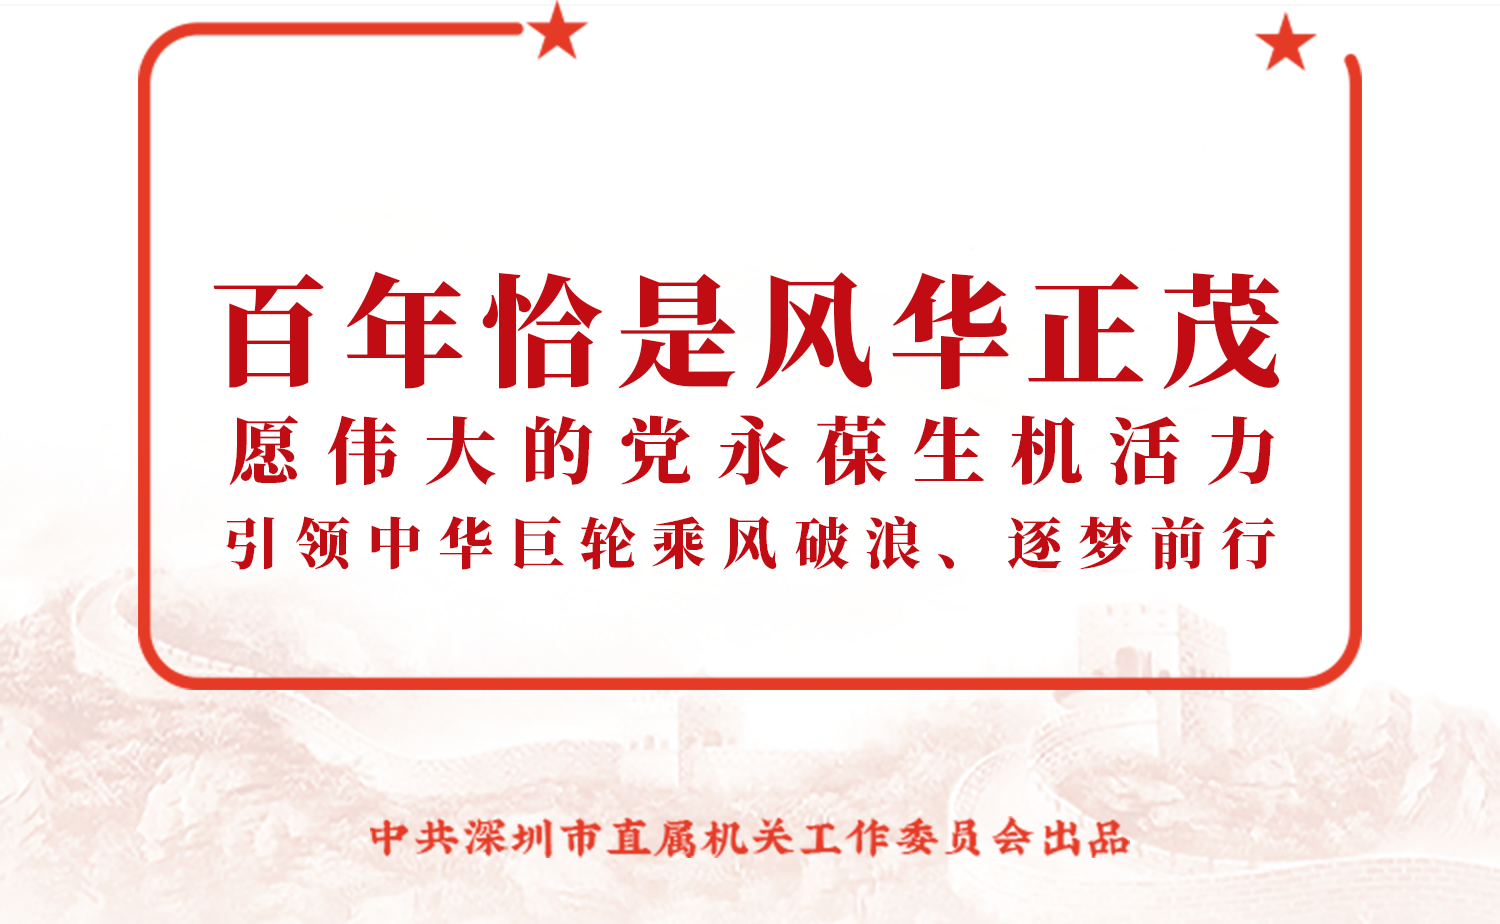 百年恰是风华正茂
愿伟大的党永葆生机活力
引领中华巨轮乘风破浪、逐梦前行
中共深圳市直属机关工作委员会出品